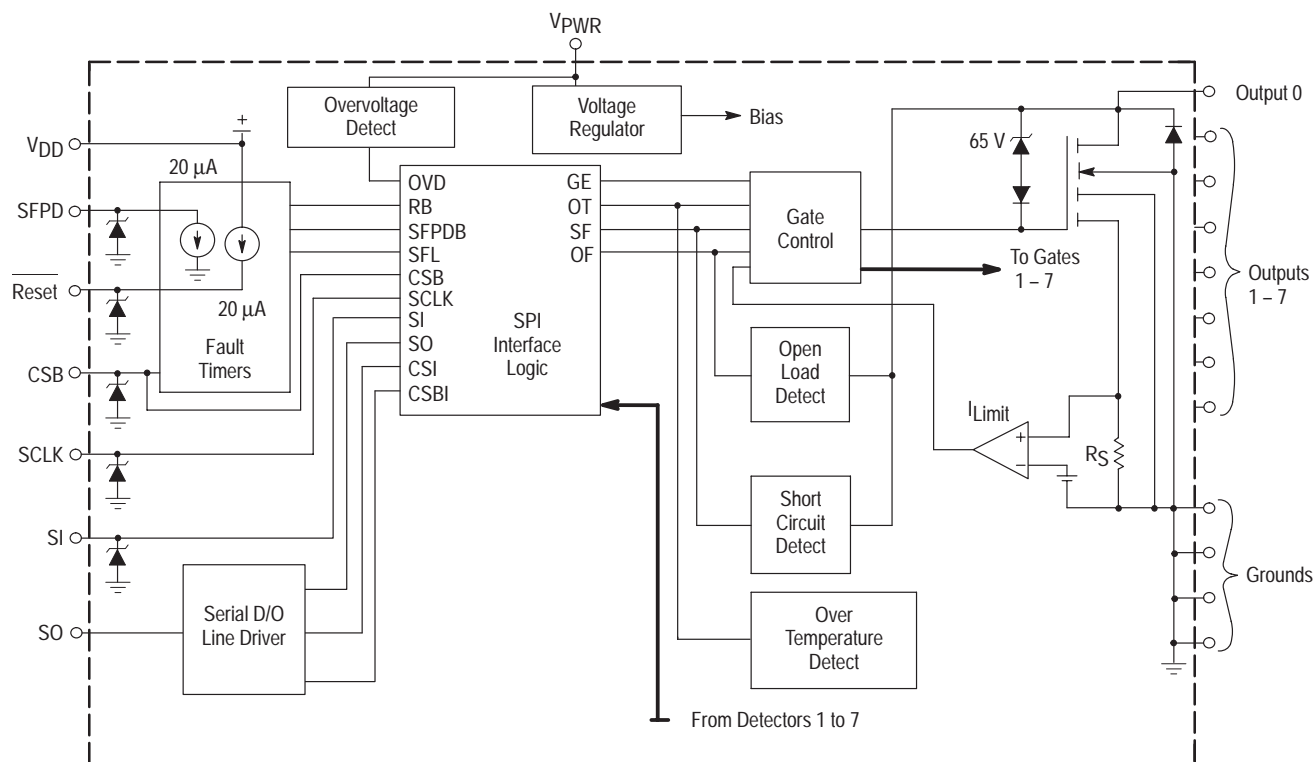 VPWR
Overvoltage
Detect
Voltage
Regulator
Bias
Output 0
+
VDD
20 μA
65 V
SFPD
Reset
20 μA
Fault
Timers
CSB
SCLK
SI
SO
Serial D/O
Line Driver
OVD
RB
SFPDB
SFL
CSB
SCLK
SI
SO
CSI
CSBI
SPI
Interface
Logic
GE
OT
SF
OF
Gate
Control
To Gates
1 – 7
Outputs
1 – 7
Open
Load
Detect
ILimit
+
–
RS
Short
Circuit
Detect
Grounds
Over
Temperature
Detect
From Detectors 1 to 7